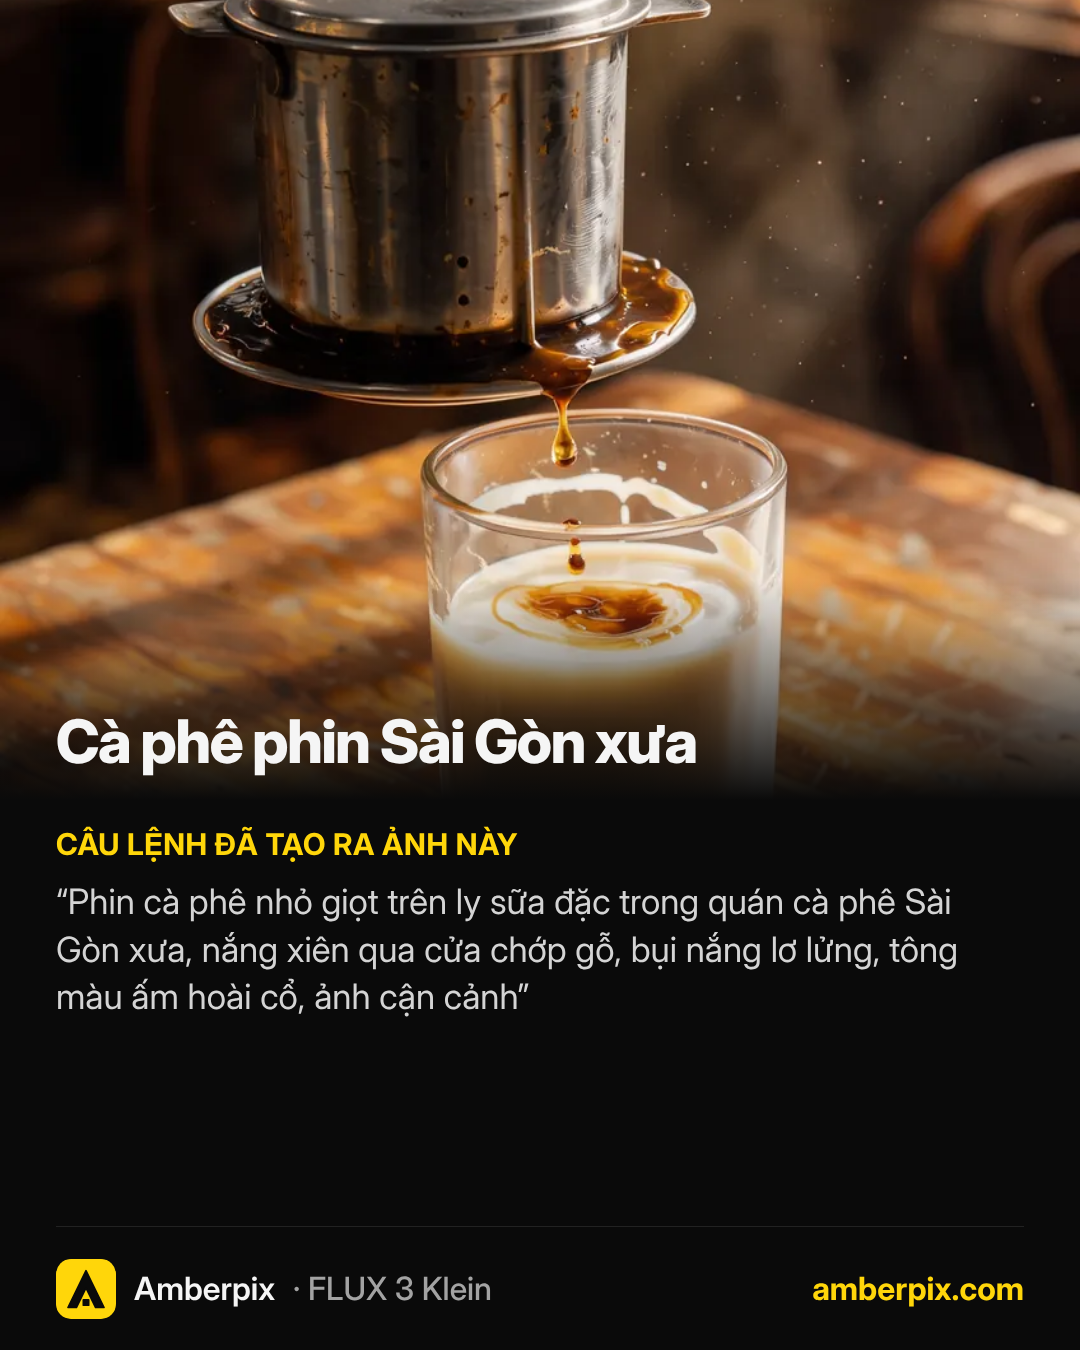 Cà phê phin Sài Gòn xưa
CÂU LỆNH ĐÃ TẠO RA ẢNH NÀY
“Phin cà phê nhỏ giọt trên ly sữa đặc trong quán cà phê Sài
Gòn xưa, nắng xiên qua cửa chớp gỗ, bụi nắng lơ lửng, tông
màu ấm hoài cổ, ảnh cận cảnh”
Amberpix · FLUX 3 Klein
amberpix.com